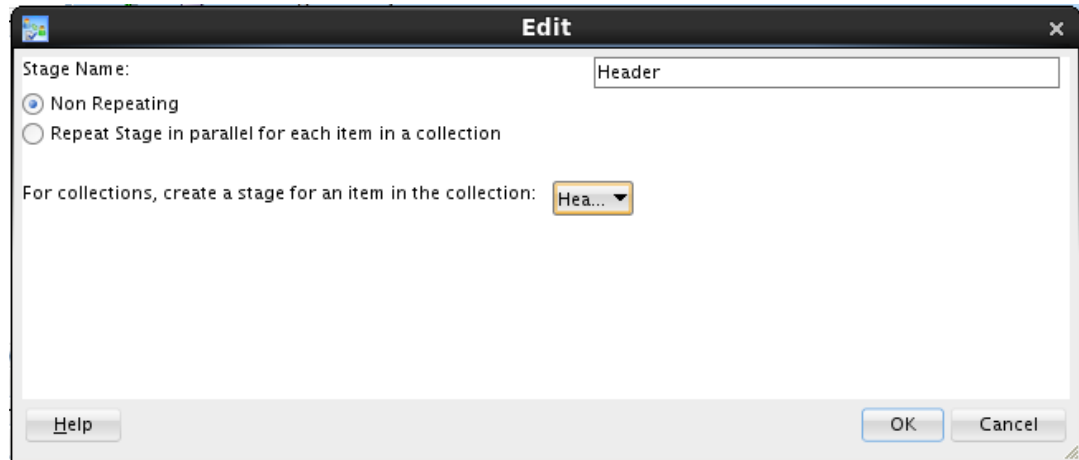 Edit
Stage Name: Header
Non Repeating
Repeat Stage in parallel for each item in a collection
For collections, create a stage for an item in the collection: Hea...
Help OK Cancel